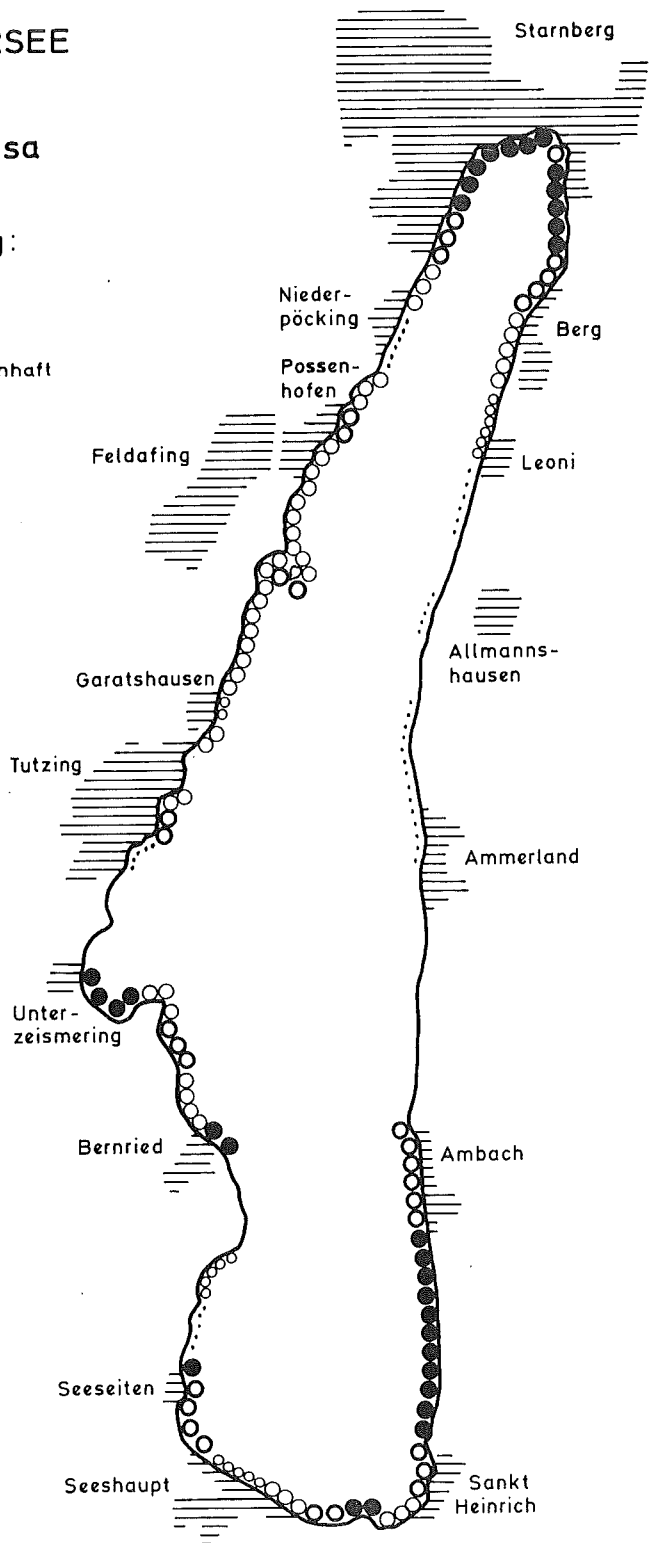 RSEE
sa
g:
nhaft
Starnberg
Nieder-
pöcking
Berg
Possen-
hofen
Feldafing
Leoni
Allmanns-
hausen
Garatshausen
Tutzing
Ammerland
Unter-
zeismering
Bernried
Ambach
Seeseiten
Seeshaupt
Sankt
Heinrich